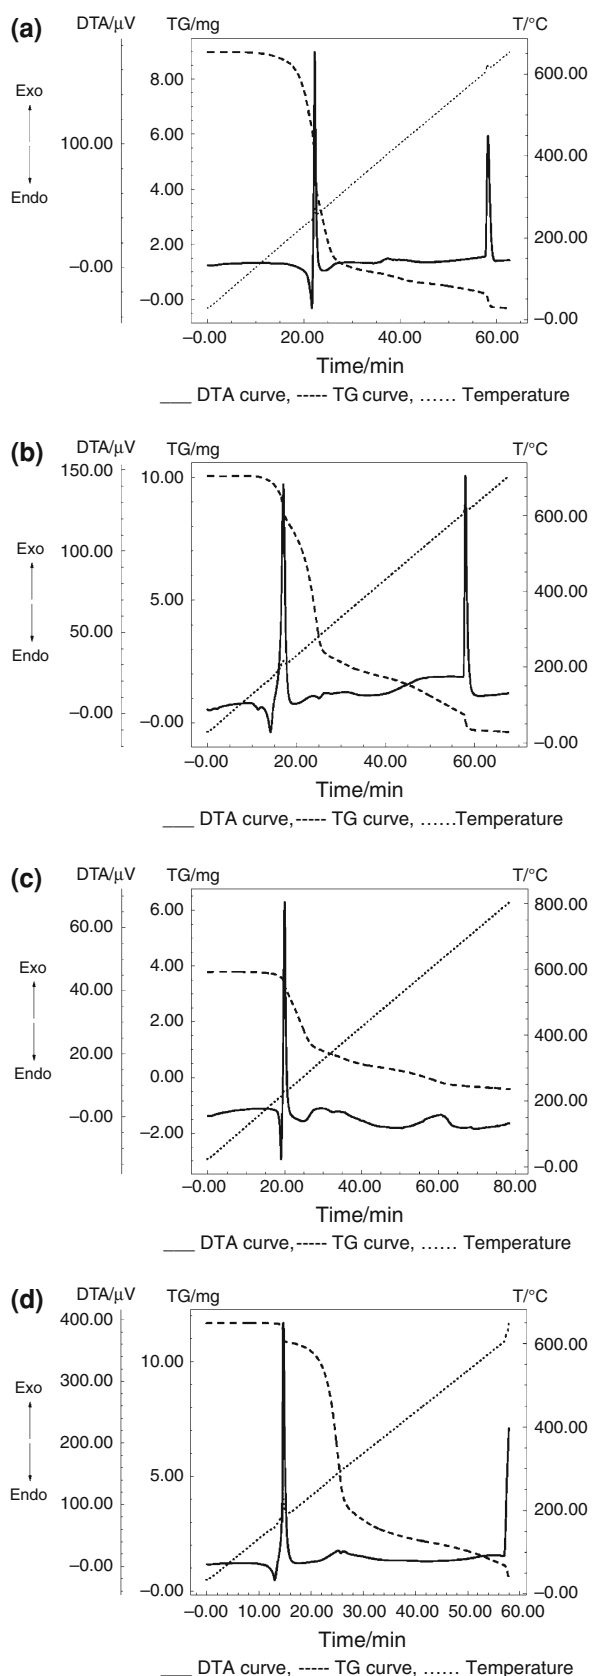 (a) DTA/µV TG/mg T/°C
8.00 600.00
Exo
100.00 6.00 400.00
Endo 4.00
2.00 200.00
–0.00
–0.00 –0.00
–0.00 20.00 40.00 60.00
Time/min
___ DTA curve, ----- TG curve, ...... Temperature
(b) DTA/µV TG/mg T/°C
150.00 10.00
600.00
Exo 100.00
400.00
5.00
Endo 50.00
200.00
–0.00 –0.00
–0.00
–0.00 20.00 40.00 60.00
Time/min
___ DTA curve, ----- TG curve, ......Temperature
(c) DTA/µV TG/mg T/°C
6.00 800.00
60.00
Exo 4.00 600.00
40.00
2.00 400.00
Endo 20.00
0.00
200.00
–0.00
–2.00
–0.00
–0.00 20.00 40.00 60.00 80.00
Time/min
___ DTA curve, ----- TG curve, ...... Temperature
(d) DTA/µV TG/mg T/°C
400.00
600.00
10.00
Exo 300.00
400.00
200.00
Endo 5.00
100.00 200.00
–0.00
–0.00 –0.00
–0.00 10.00 20.00 30.00 40.00 50.00 60.00
Time/min
___ DTA curve, ----- TG curve, ...... Temperature